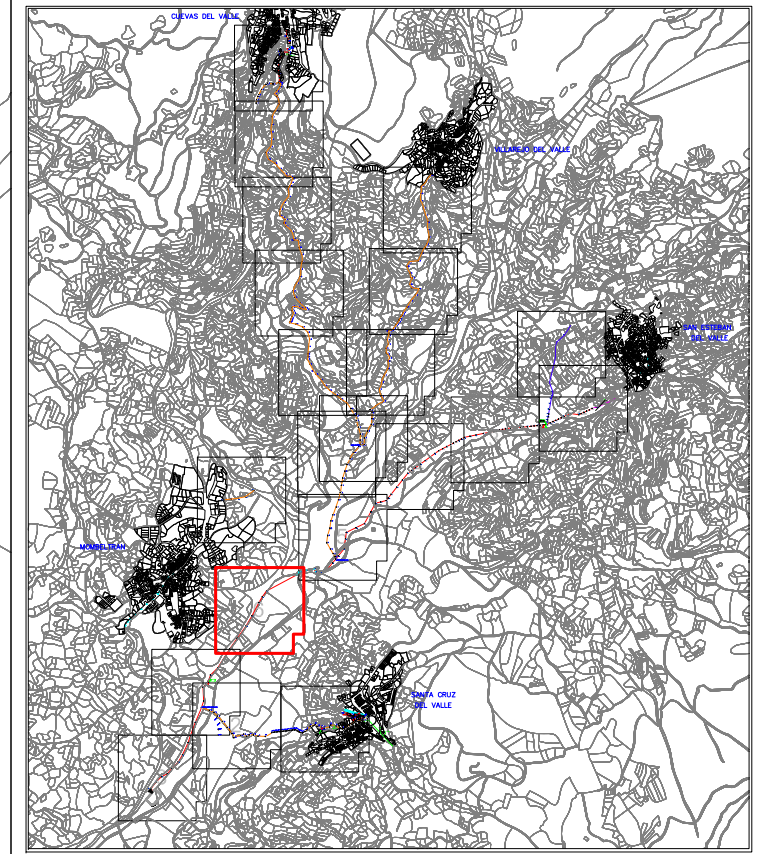 CUEVAS DEL VALLE
VILLAREJO DEL VALLE
SAN ESTEBAN
DEL VALLE
MOMBELTRAN
SANTA CRUZ
DEL VALLE